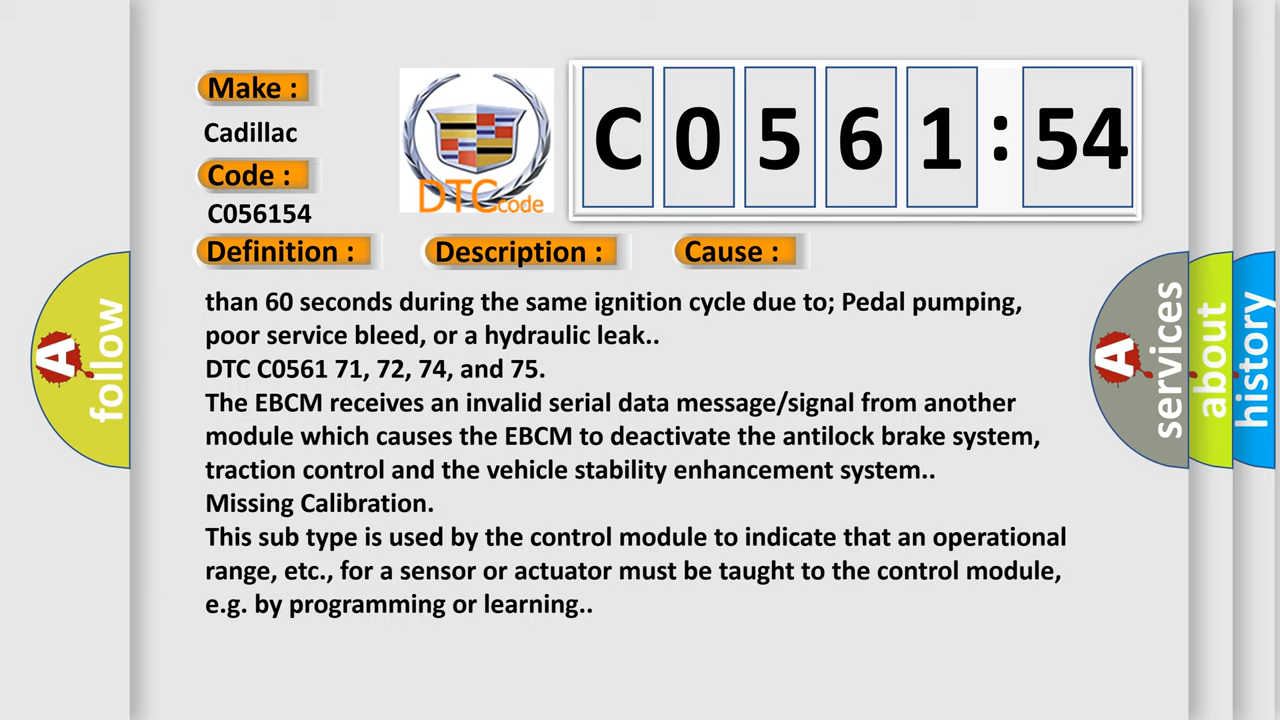 Make :
Cadillac
Code :
C056154
DTC code
C0561:54
Definition :
Description :
Cause :
than 60 seconds during the same ignition cycle due to; Pedal pumping,
poor service bleed, or a hydraulic leak..
DTC C0561 71, 72, 74, and 75.
The EBCM receives an invalid serial data message/signal from another
module which causes the EBCM to deactivate the antilock brake system,
traction control and the vehicle stability enhancement system..
Missing Calibration.
This sub type is used by the control module to indicate that an operational
range, etc., for a sensor or actuator must be taught to the control module,
e.g. by programming or learning..
A
follow
A
services
about
history